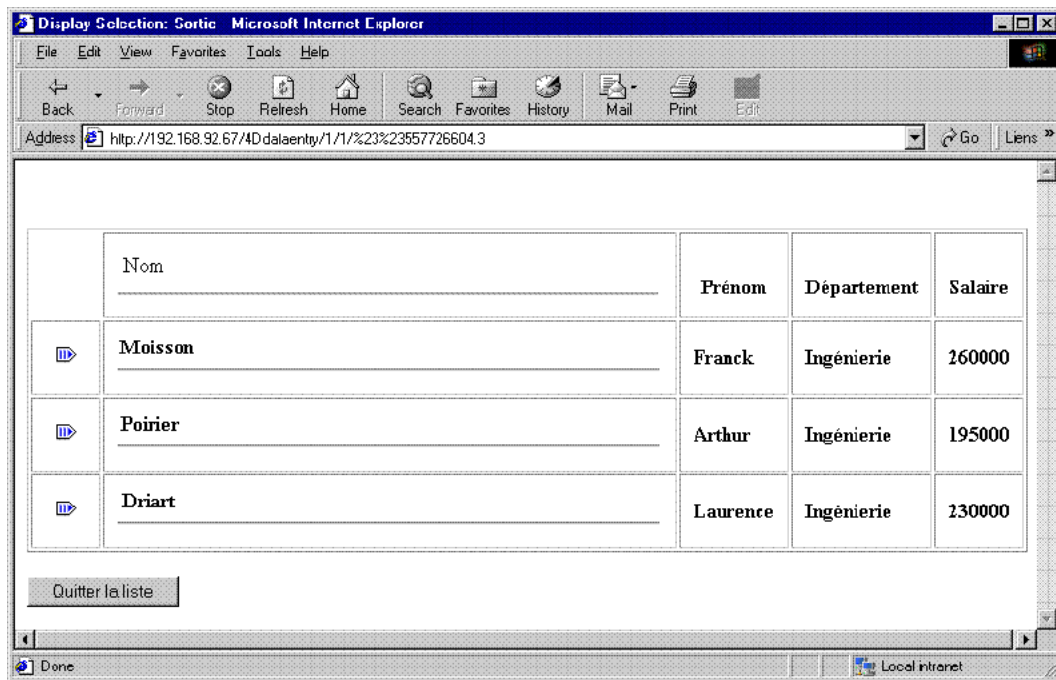 Display Selection: Sortie - Microsoft Internet Explorer
File Edit View Favorites Tools Help
Back Forward Stop Refresh Home Search Favorites History Mail Print Edit
Address http://192.168.92.67/4Ddataentry/1/1/%23%23557726604.3 Go Liens »
Nom Prénom Département Salaire
Moisson Franck Ingénierie 260000
Poirier Arthur Ingénierie 195000
Driart Laurence Ingénierie 230000
Quitter la liste
Done Local intranet